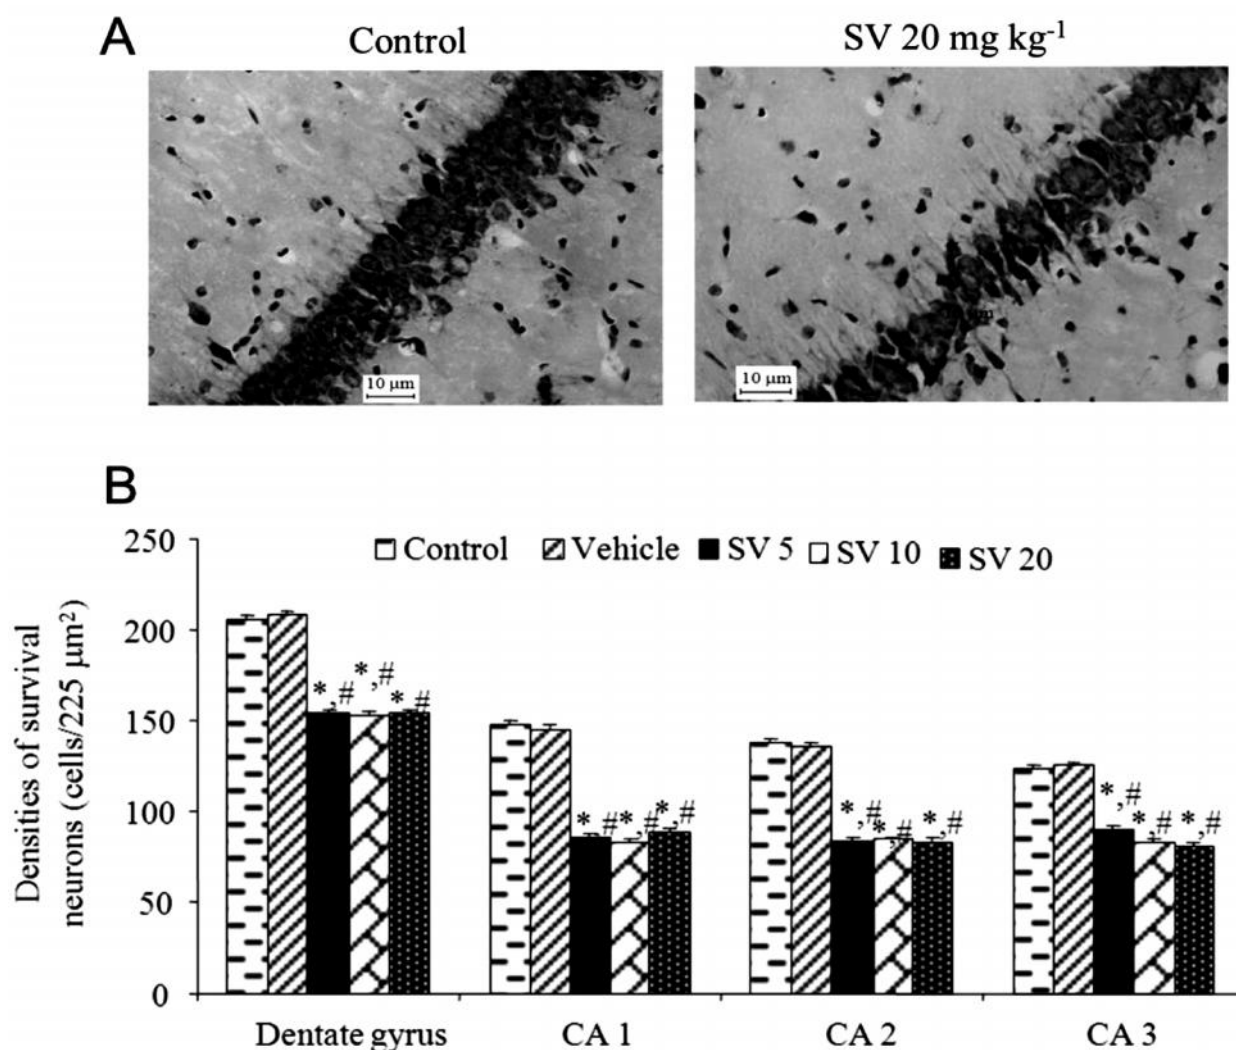 A
Control
SV 20 mg kg⁻¹
10 µm
10 µm
B
Control Vehicle SV 5 SV 10 SV 20
Densities of survival
neurons (cells/225 µm²)
250
200
150
100
50
0
*,# *,# *,#
*,# *,# *,#
*,# *,# *,#
*,# *,# *,#
Dentate gyrus CA 1 CA 2 CA 3